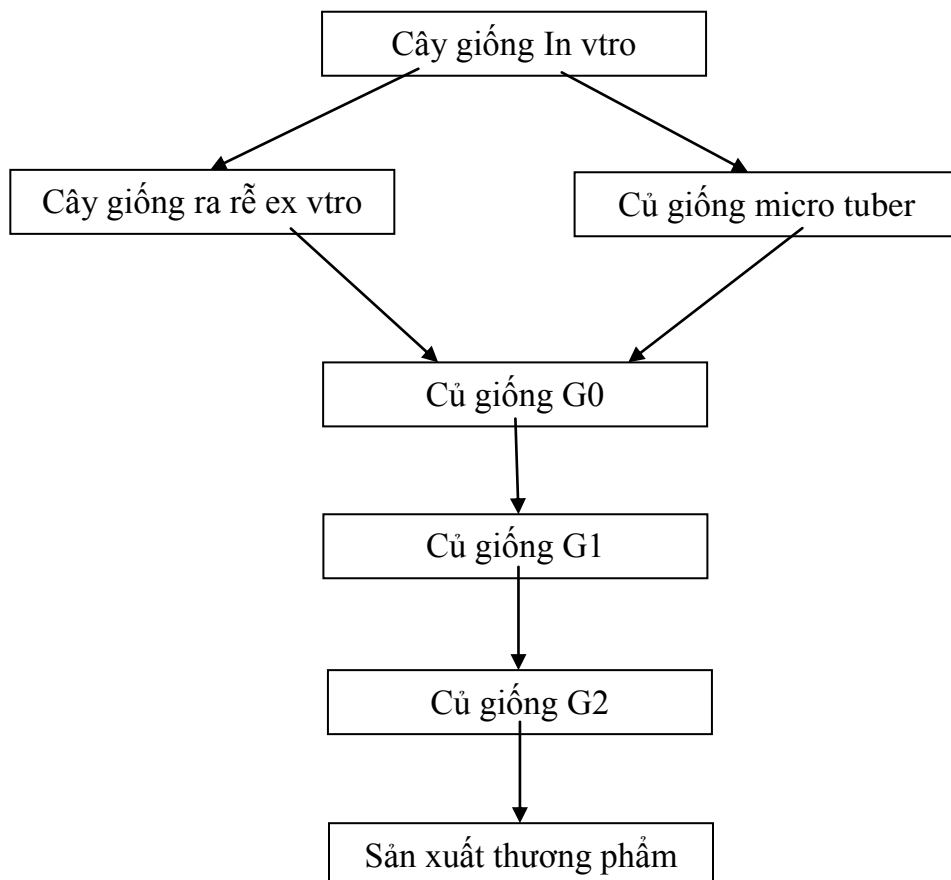 Cây giống In vtro
Cây giống ra rễ ex vtro
Củ giống micro tuber
Củ giống G0
Củ giống G1
Củ giống G2
Sản xuất thương phẩm